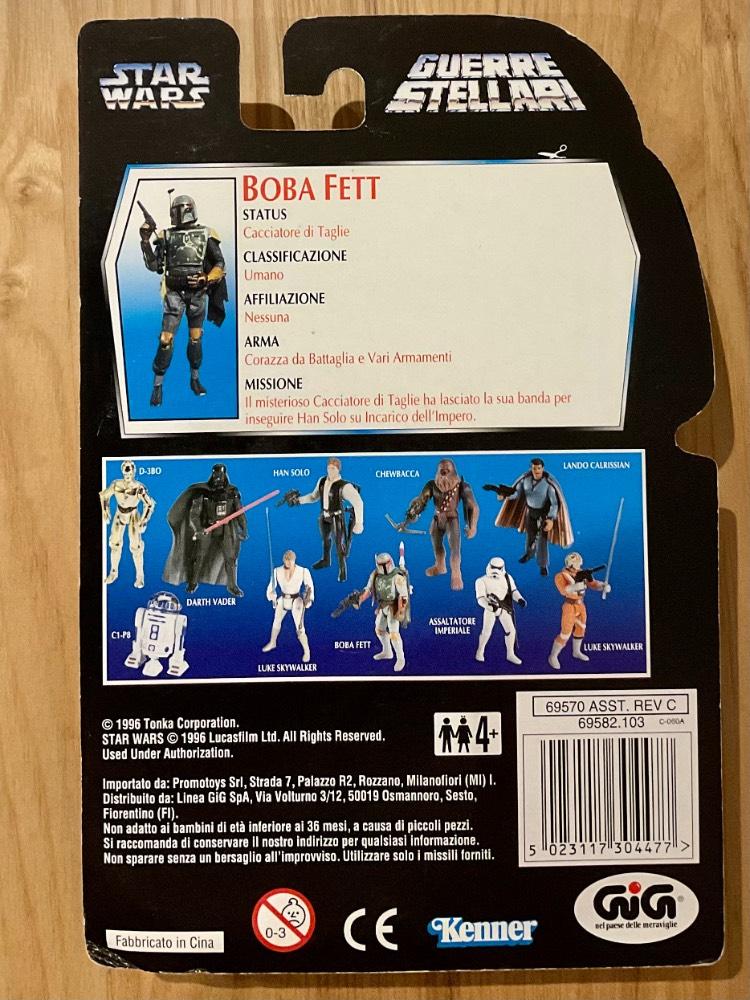 STAR
WARS
GUERRE
STELLARI
BOBA FETT
STATUS
Cacciatore di Taglie
CLASSIFICAZIONE
Umano
AFFILIAZIONE
Nessuna
ARMA
Corazza da Battaglia e Vari Armamenti
MISSIONE
Il misterioso Cacciatore di Taglie ha lasciato la sua banda per
inseguire Han Solo su Incarico dell'Impero.
D-3BO
HAN SOLO
CHEWBACCA
LANDO CALRISSIAN
DARTH VADER
C1-P8
LUKE SKYWALKER
BOBA FETT
ASSALTATORE
IMPERIALE
LUKE SKYWALKER
© 1996 Tonka Corporation.
STAR WARS © 1996 Lucasfilm Ltd. All Rights Reserved.
Used Under Authorization.
4+
69570 ASST. REV C
69582.103 C-060A
Importato da: Promotoys Srl, Strada 7, Palazzo R2, Rozzano, Milanofiori (MI) I.
Distribuito da: Linea GiG SpA, Via Volturno 3/12, 50019 Osmannoro, Sesto,
Fiorentino (FI).
Non adatto ai bambini di età inferiore ai 36 mesi, a causa di piccoli pezzi.
Si raccomanda di conservare il nostro indirizzo per qualsiasi informazione.
Non sparare senza un bersaglio all'improvviso. Utilizzare solo i missili forniti.
5 023117 304477 >
Fabbricato in Cina
0-3
CE
Kenner
GiG®
nel paese delle meraviglie